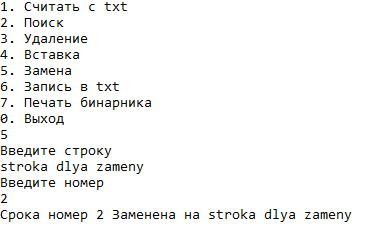 1. Считать с txt
2. Поиск
3. Удаление
4. Вставка
5. Замена
6. Запись в txt
7. Печать бинарника
0. Выход
5
Введите строку
stroka dlya zameny
Введите номер
2
Срока номер 2 Заменена на stroka dlya zameny